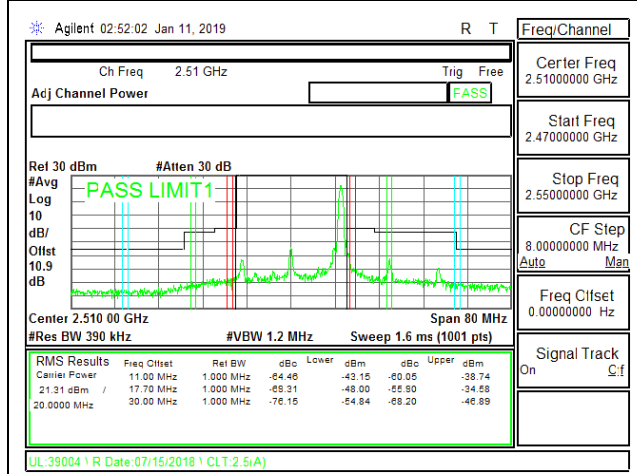 Agilent 02:52:02 Jan 11, 2019 R T
Freq/Channel
Ch Freq 2.51 GHz Trig Free
Adj Channel Power PASS
Center Freq
2.51000000 GHz
Start Freq
2.47000000 GHz
Stop Freq
2.55000000 GHz
CF Step
8.00000000 MHz
Auto Man
Freq Offset
0.00000000 Hz
Signal Track
On Off
Ref 30 dBm #Atten 30 dB
#Avg
Log
10
dB/
Offst
10.9
dB
PASS LIMIT1
Center 2.510 00 GHz Span 80 MHz
#Res BW 390 kHz #VBW 1.2 MHz Sweep 1.6 ms (1001 pts)
RMS Results Freq Offset Ref BW dBc Lower dBm dBc Upper dBm
Carrier Power 11.00 MHz 1.000 MHz -64.46 -43.15 -60.05 -38.74
21.31 dBm / 17.70 MHz 1.000 MHz -69.31 -48.00 -55.90 -34.58
20.0000 MHz 30.00 MHz 1.000 MHz -76.15 -54.84 -68.20 -46.89
UL:39004 \ R Date:07/15/2018 \ CLT:2.5(A)